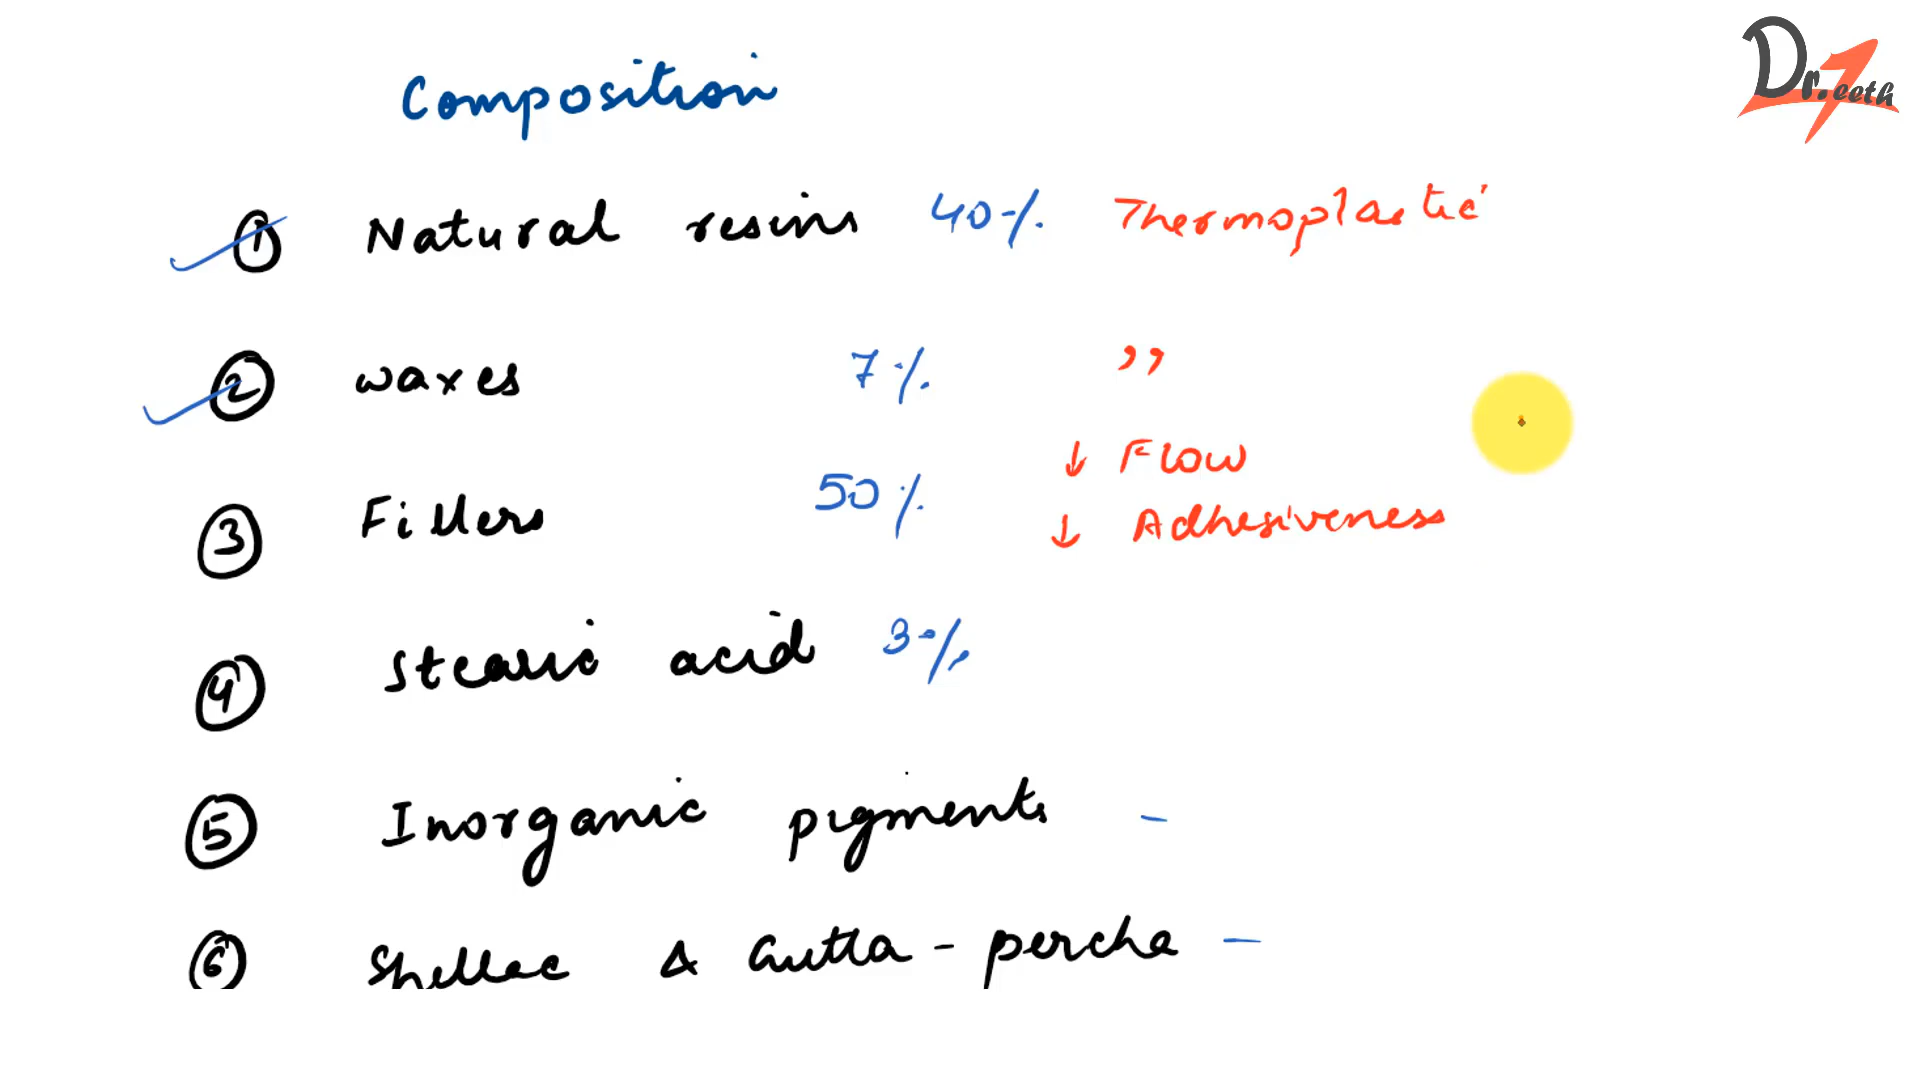 Composition
Dr. Teeth
1 Natural resins 40% Thermoplastic
2 waxes 7% ,,
3 Fillers 50% ↓ Flow
↓ Adhesiveness
4 Stearic acid 3%
5 Inorganic pigments –
6 Shellac & Gutta - percha –